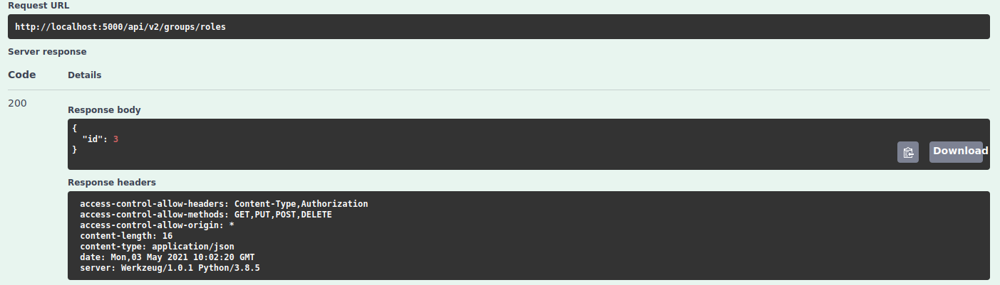 Request URL
http://localhost:5000/api/v2/groups/roles
Server response
Code Details
200
Response body
{
  "id": 3
}
Download
Response headers
access-control-allow-headers: Content-Type,Authorization
access-control-allow-methods: GET,PUT,POST,DELETE
access-control-allow-origin: *
content-length: 16
content-type: application/json
date: Mon,03 May 2021 10:02:20 GMT
server: Werkzeug/1.0.1 Python/3.8.5